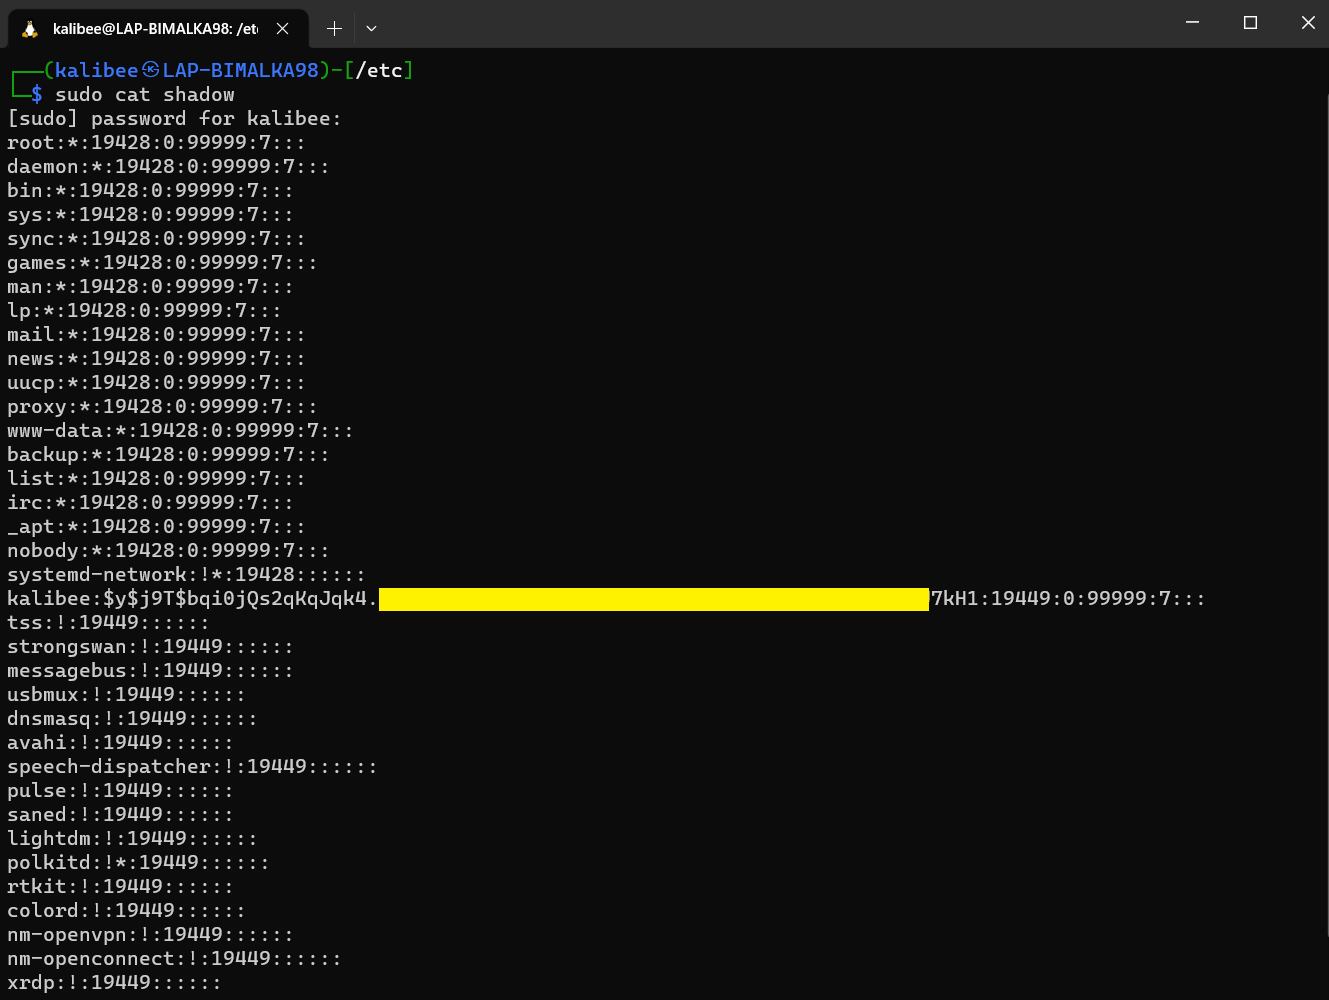 kalibee@LAP-BIMALKA98: /etc
┌──(kalibee㉿LAP-BIMALKA98)-[/etc]
└─$ sudo cat shadow
[sudo] password for kalibee:
root:*:19428:0:99999:7:::
daemon:*:19428:0:99999:7:::
bin:*:19428:0:99999:7:::
sys:*:19428:0:99999:7:::
sync:*:19428:0:99999:7:::
games:*:19428:0:99999:7:::
man:*:19428:0:99999:7:::
lp:*:19428:0:99999:7:::
mail:*:19428:0:99999:7:::
news:*:19428:0:99999:7:::
uucp:*:19428:0:99999:7:::
proxy:*:19428:0:99999:7:::
www-data:*:19428:0:99999:7:::
backup:*:19428:0:99999:7:::
list:*:19428:0:99999:7:::
irc:*:19428:0:99999:7:::
_apt:*:19428:0:99999:7:::
nobody:*:19428:0:99999:7:::
systemd-network:!*:19428::::::
kalibee:$y$j9T$bqi0jQs2qKqJqk4. 7kH1:19449:0:99999:7:::
tss:!:19449::::::
strongswan:!:19449::::::
messagebus:!:19449::::::
usbmux:!:19449::::::
dnsmasq:!:19449::::::
avahi:!:19449::::::
speech-dispatcher:!:19449::::::
pulse:!:19449::::::
saned:!:19449::::::
lightdm:!:19449::::::
polkitd:!*:19449::::::
rtkit:!:19449::::::
colord:!:19449::::::
nm-openvpn:!:19449::::::
nm-openconnect:!:19449::::::
xrdp:!:19449::::::